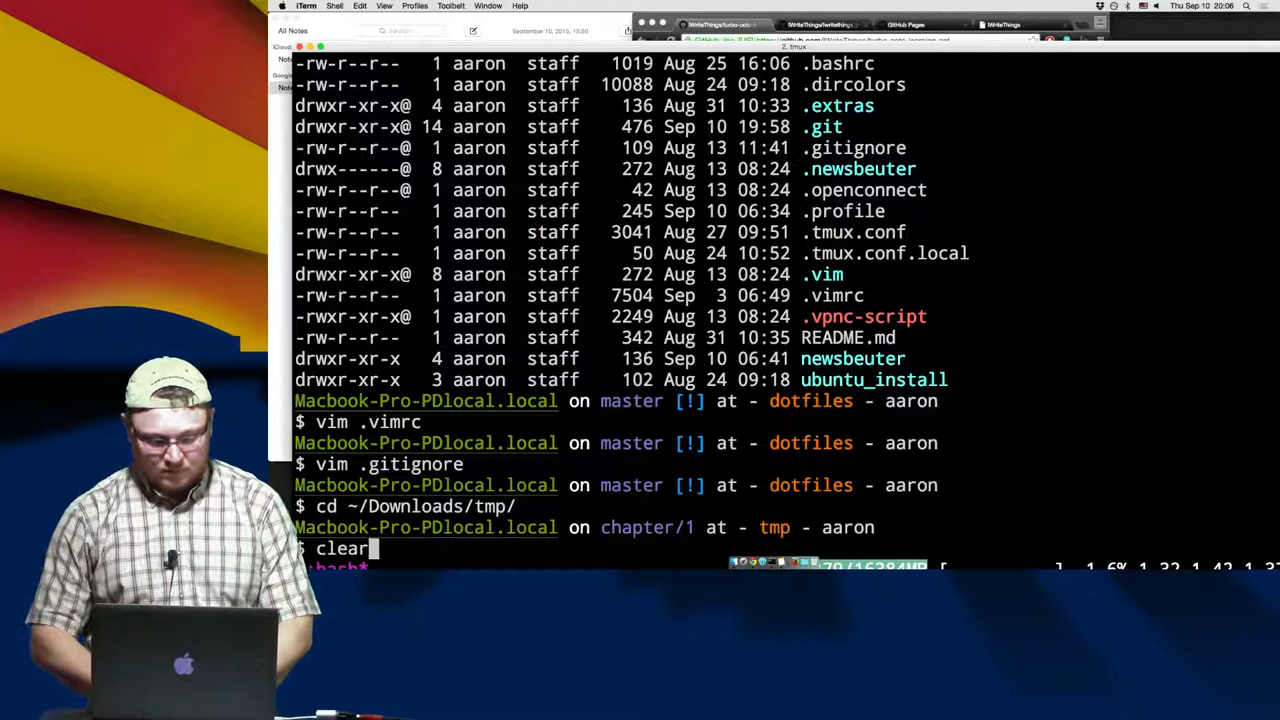 iTerm Shell Edit View Profiles Toolbelt Window Help Thu Sep 10 20:06
All Notes September 10, 2015, 15:50
2. tmux
-rw-r--r-- 1 aaron staff 1019 Aug 25 16:06 .bashrc
-rw-r--r-- 1 aaron staff 10088 Aug 24 09:18 .dircolors
drwxr-xr-x@ 4 aaron staff 136 Aug 31 10:33 .extras
drwxr-xr-x@ 14 aaron staff 476 Sep 10 19:58 .git
-rw-r--r--@ 1 aaron staff 109 Aug 13 11:41 .gitignore
drwx------@ 8 aaron staff 272 Aug 13 08:24 .newsbeuter
-rw-r--r--@ 1 aaron staff 42 Aug 13 08:24 .openconnect
-rw-r--r-- 1 aaron staff 245 Sep 10 06:34 .profile
-rw-r--r-- 1 aaron staff 3041 Aug 27 09:51 .tmux.conf
-rw-r--r-- 1 aaron staff 50 Aug 24 10:52 .tmux.conf.local
drwxr-xr-x@ 8 aaron staff 272 Aug 13 08:24 .vim
-rw-r--r-- 1 aaron staff 7504 Sep 3 06:49 .vimrc
-rwxr-xr-x@ 1 aaron staff 2249 Aug 13 08:24 .vpnc-script
-rw-r--r-- 1 aaron staff 342 Aug 31 10:35 README.md
drwxr-xr-x 4 aaron staff 136 Sep 10 06:41 newsbeuter
drwxr-xr-x 3 aaron staff 102 Aug 24 09:18 ubuntu_install
Macbook-Pro-PDlocal.local on master [!] at - dotfiles - aaron
$ vim .vimrc
Macbook-Pro-PDlocal.local on master [!] at - dotfiles - aaron
$ vim .gitignore
Macbook-Pro-PDlocal.local on master [!] at - dotfiles - aaron
$ cd ~/Downloads/tmp/
Macbook-Pro-PDlocal.local on chapter/1 at - tmp - aaron
$ clear